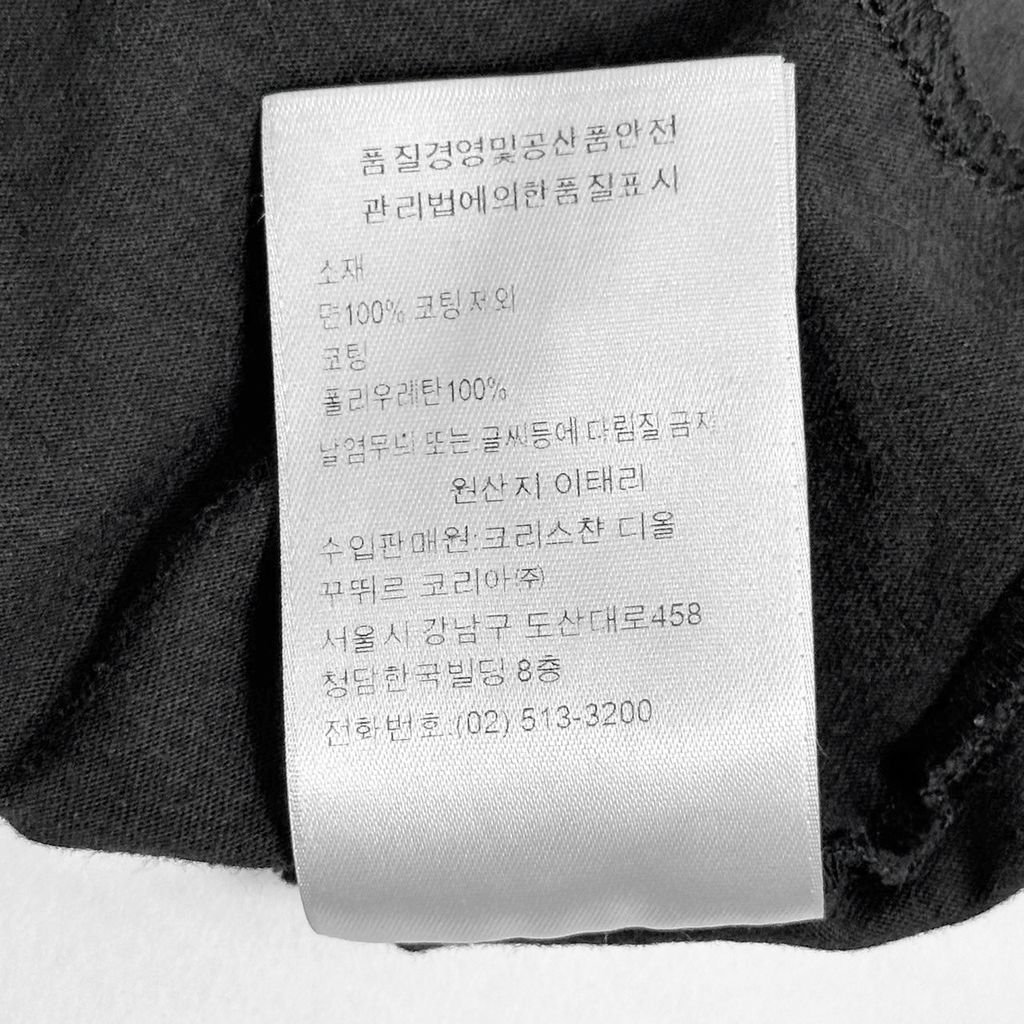 품질경영및공산품안전
관리법에의한품질표시
소재
면100% 코팅제외
코팅
폴리우레탄100%
날염무늬 또는 글씨등에 다림질 금지
원산지 이태리
수입판매원:크리스챤 디올
꾸뛰르 코리아㈜
서울시 강남구 도산대로458
청담한국빌딩 8층
전화번호:(02) 513-3200